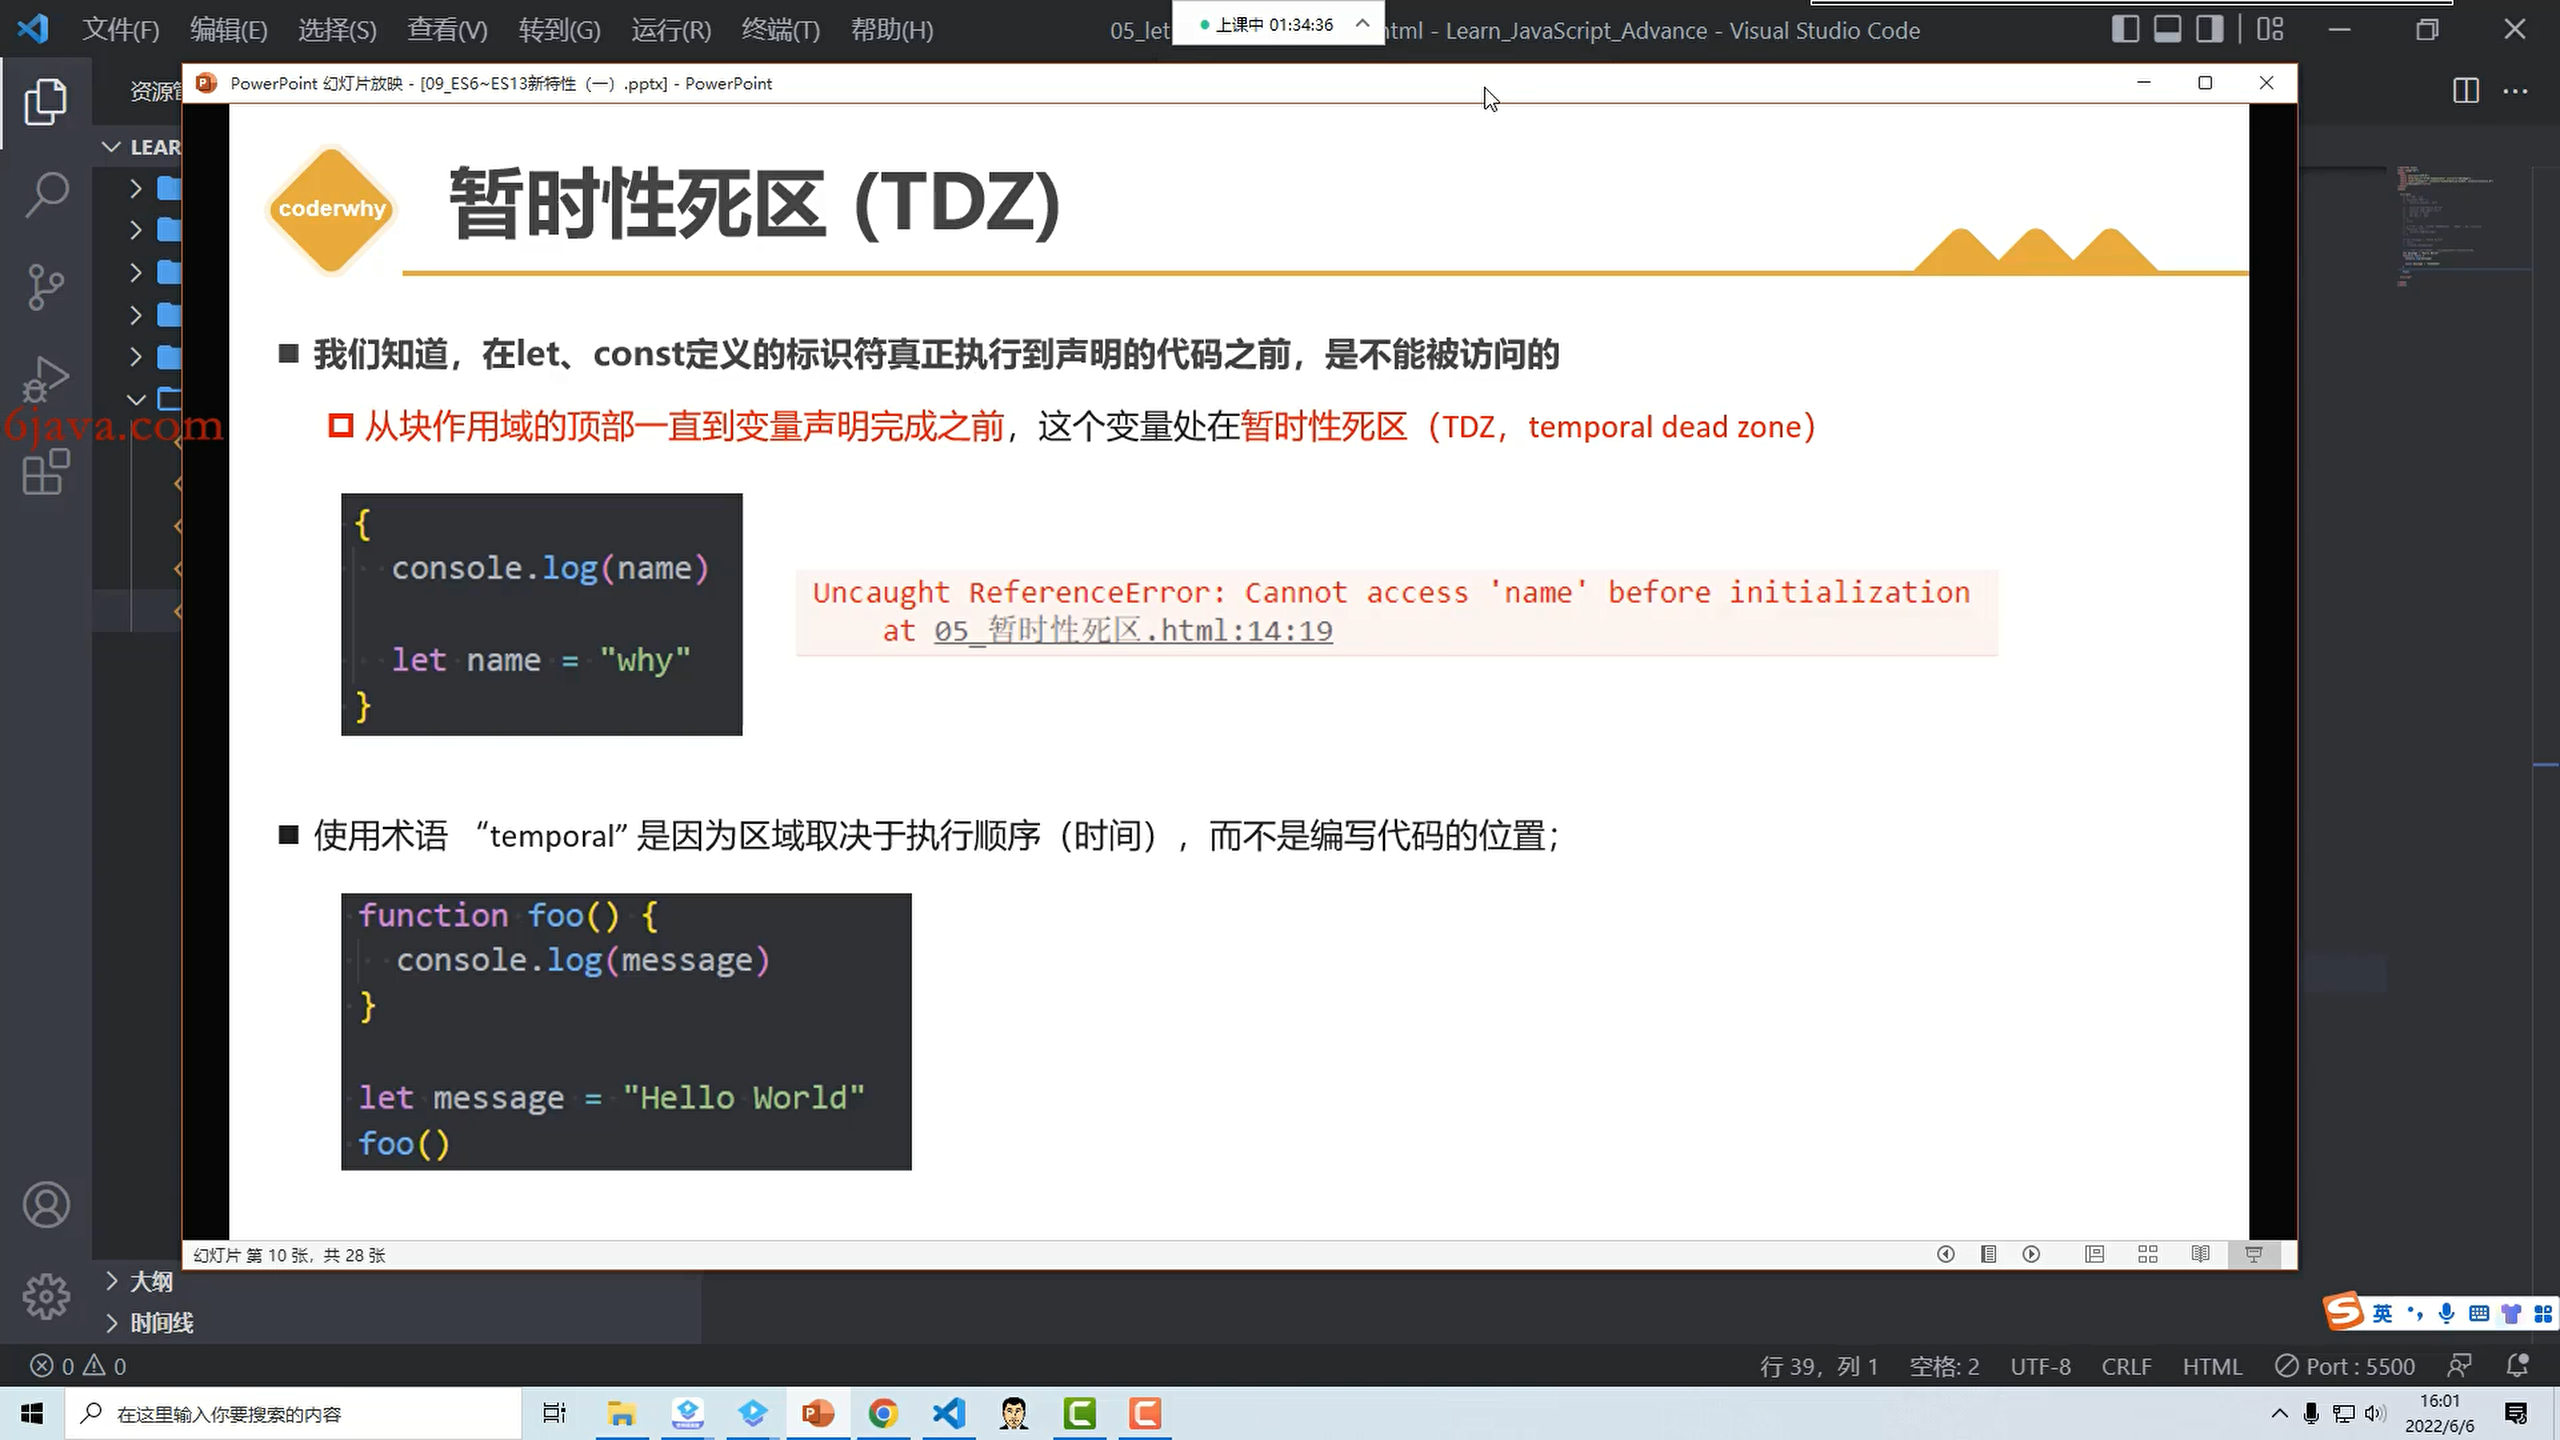 文件(F) 编辑(E) 选择(S) 查看(V) 转到(G) 运行(R) 终端(T) 帮助(H)
05_let
上课中 01:34:36
html - Learn_JavaScript_Advance - Visual Studio Code
资源管
PowerPoint 幻灯片放映 - [09_ES6~ES13新特性（一）.pptx] - PowerPoint
LEAR
coderwhy
暂时性死区 (TDZ)
我们知道，在let、const定义的标识符真正执行到声明的代码之前，是不能被访问的
从块作用域的顶部一直到变量声明完成之前，这个变量处在暂时性死区（TDZ，temporal dead zone）
6java.com
{
console.log(name)
let name = "why"
}
Uncaught ReferenceError: Cannot access 'name' before initialization
at 05_暂时性死区.html:14:19
使用术语 “temporal” 是因为区域取决于执行顺序（时间），而不是编写代码的位置；
function foo() {
console.log(message)
}
let message = "Hello World"
foo()
幻灯片 第 10 张，共 28 张
大纲
时间线
英
0 0
行 39，列 1 空格: 2 UTF-8 CRLF HTML Port : 5500
在这里输入你要搜索的内容
16:01
2022/6/6